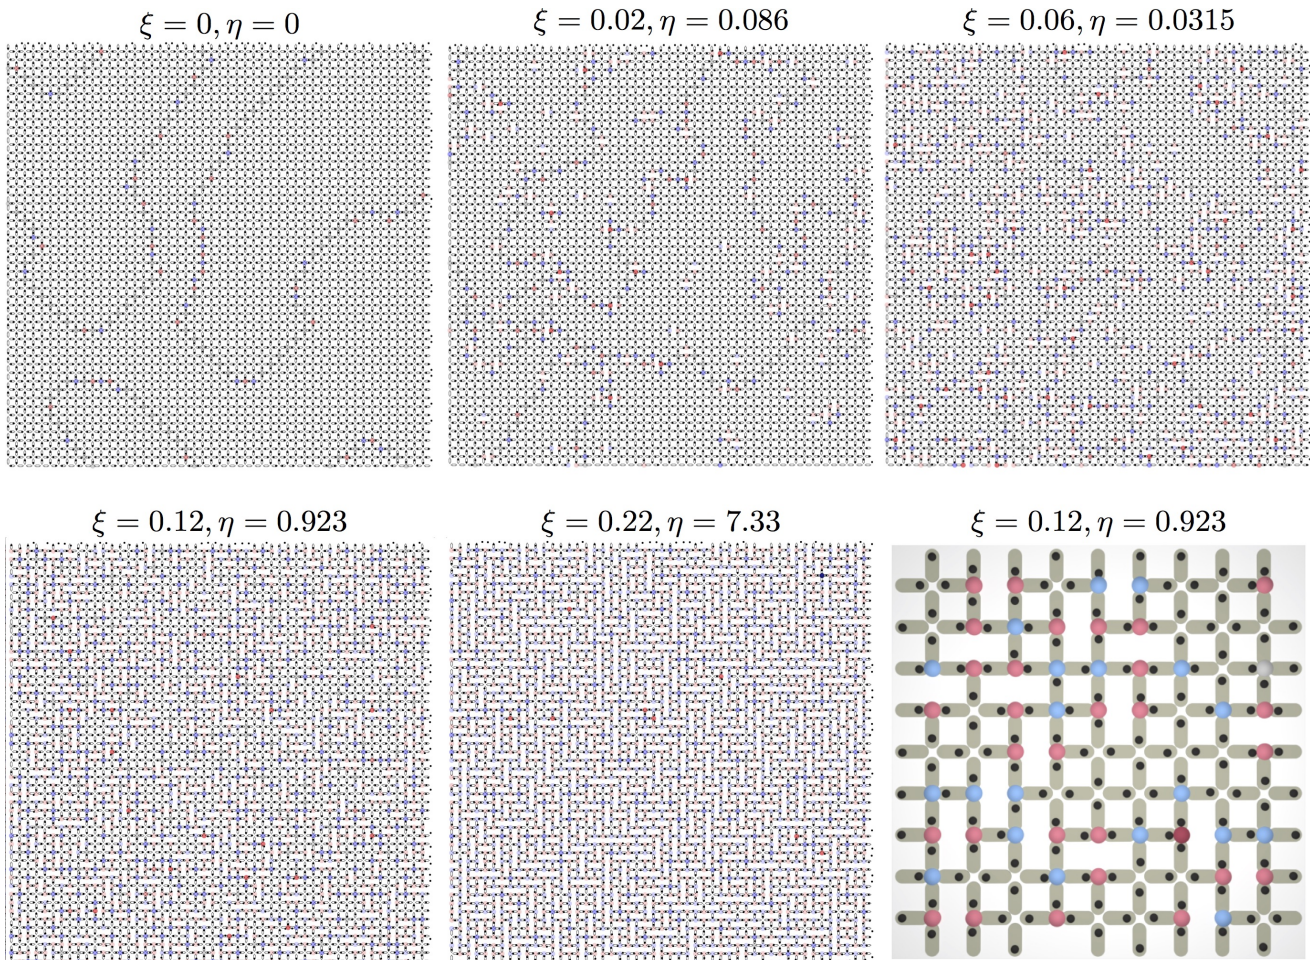 ξ = 0, η = 0
ξ = 0.02, η = 0.086
ξ = 0.06, η = 0.0315
ξ = 0.12, η = 0.923
ξ = 0.22, η = 7.33
ξ = 0.12, η = 0.923